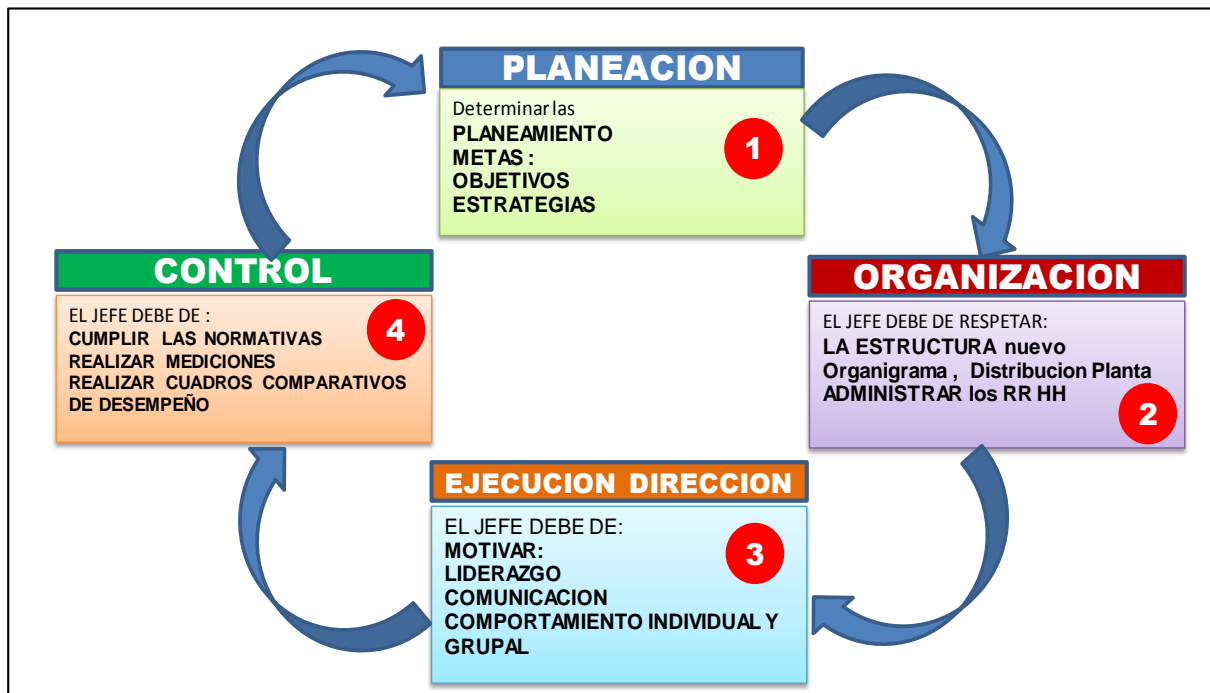 PLANEACION
Determinar las
PLANEAMIENTO
METAS :
OBJETIVOS
ESTRATEGIAS
1
ORGANIZACION
EL JEFE DEBE DE RESPETAR:
LA ESTRUCTURA nuevo
Organigrama , Distribucion Planta
ADMINISTRAR los RR HH
2
EJECUCION DIRECCION
EL JEFE DEBE DE:
MOTIVAR:
LIDERAZGO
COMUNICACION
COMPORTAMIENTO INDIVIDUAL Y
GRUPAL
3
CONTROL
EL JEFE DEBE DE :
CUMPLIR LAS NORMATIVAS
REALIZAR MEDICIONES
REALIZAR CUADROS COMPARATIVOS
DE DESEMPEÑO
4